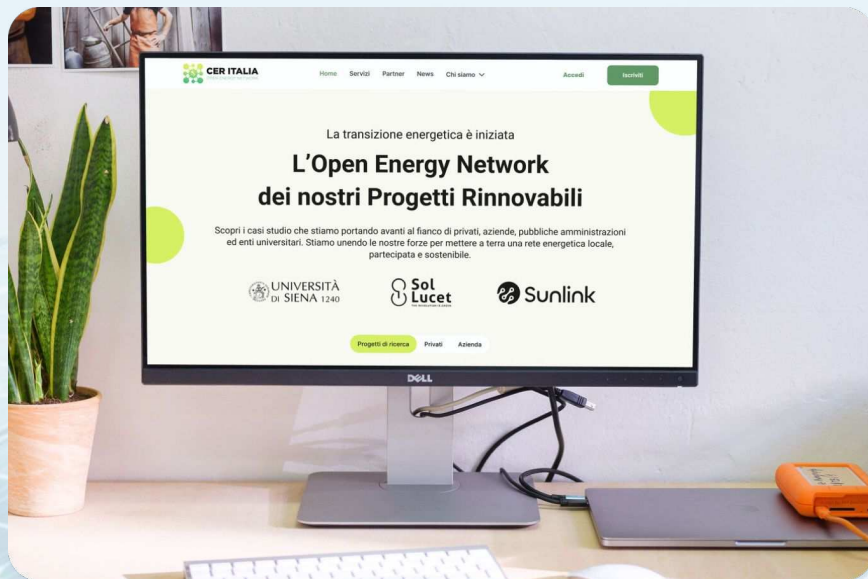 CER ITALIA
Home Servizi Partner News Chi siamo
Accedi Iscriviti
La transizione energetica è iniziata
L'Open Energy Network
dei nostri Progetti Rinnovabili
Scopri i casi studio che stiamo portando avanti al fianco di privati, aziende, pubbliche amministrazioni
ed enti universitari. Stiamo unendo le nostre forze per mettere a terra una rete energetica locale,
partecipata e sostenibile.
UNIVERSITÀ
DI SIENA 1240
Sol
Lucet
Sunlink
Progetti di ricerca Privati Azienda
DELL